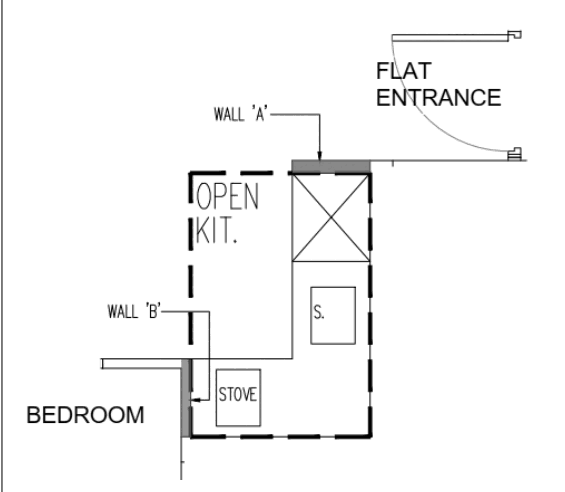 FLAT
ENTRANCE
WALL 'A'
OPEN
KIT.
S.
WALL 'B'
STOVE
BEDROOM